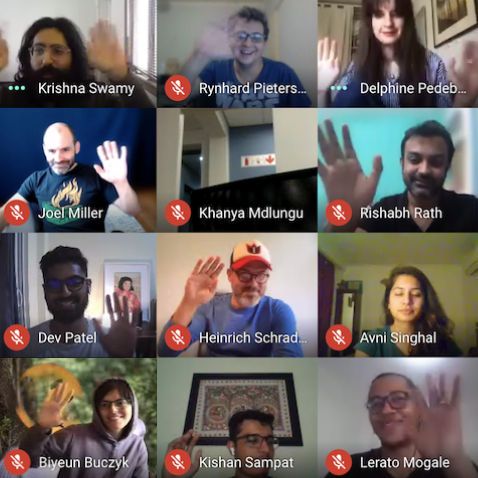 Krishna Swamy
Rynhard Pieters...
Delphine Pedeb...
Joel Miller
Khanya Mdlungu
Rishabh Rath
Dev Patel
Heinrich Schrad...
Avni Singhal
Biyeun Buczyk
Kishan Sampat
Lerato Mogale